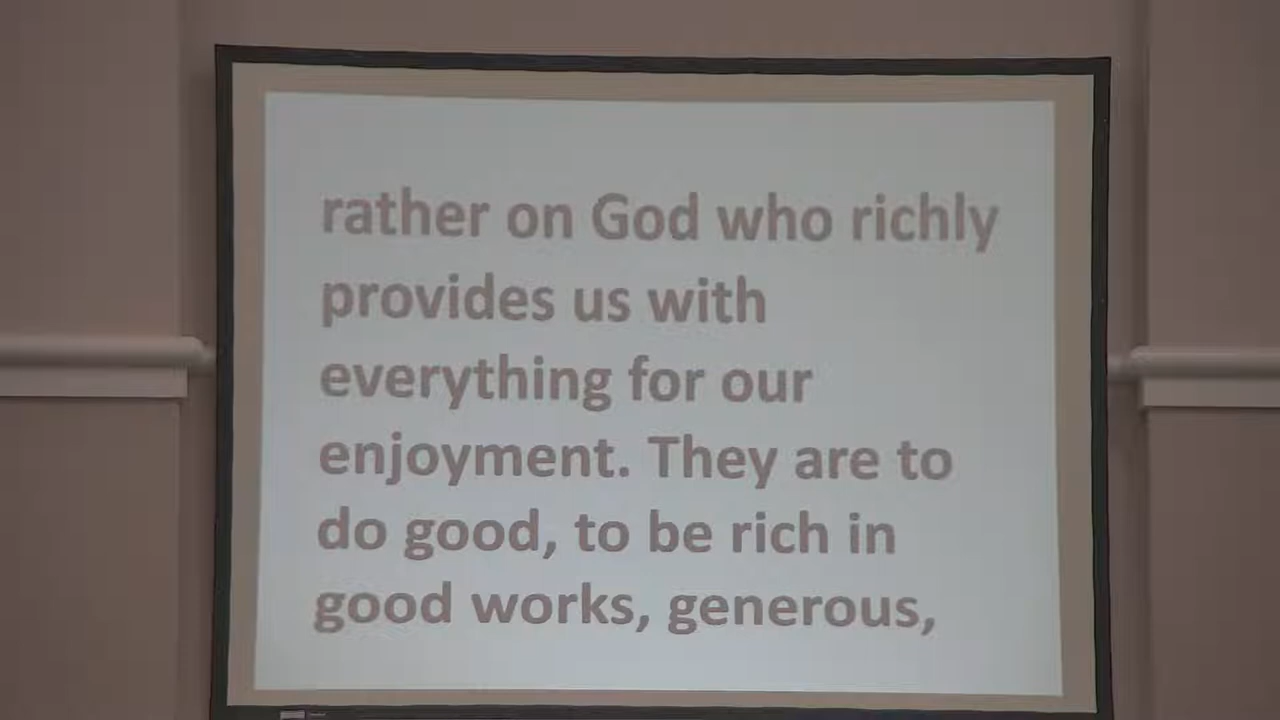 rather on God who richly
provides us with
everything for our
enjoyment. They are to
do good, to be rich in
good works, generous,